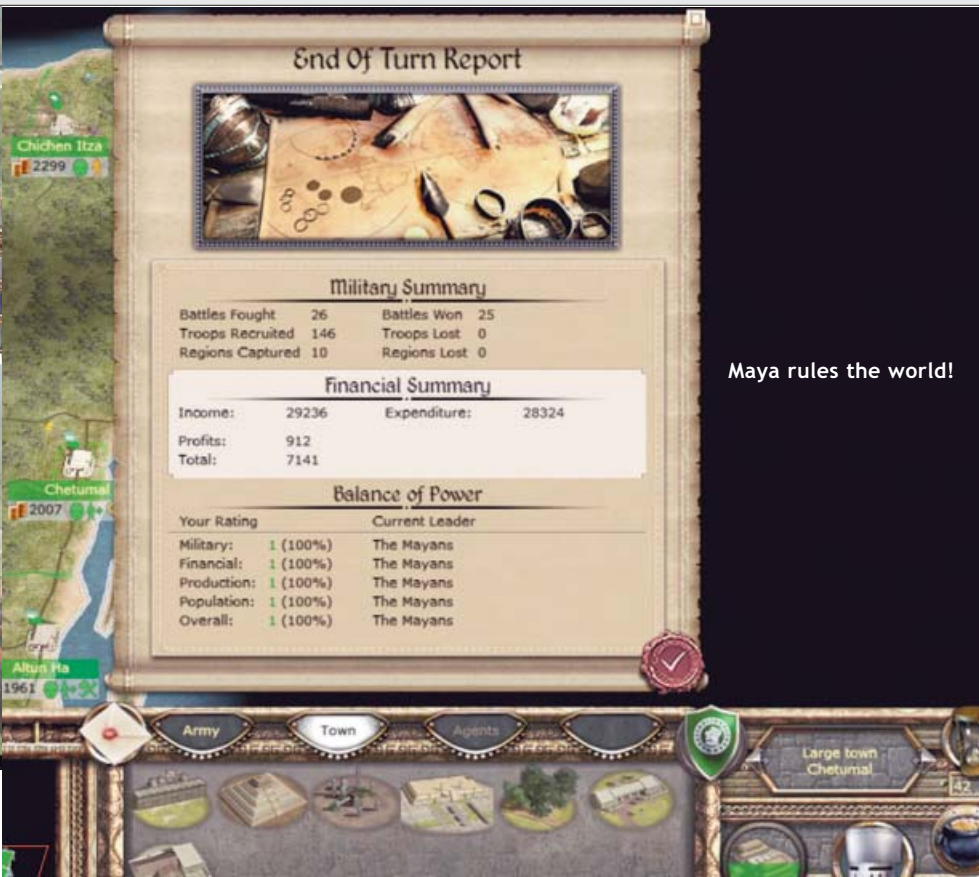 End Of Turn Report
Chichen Itza
2299
Military Summary
Battles Fought 26 Battles Won 25
Troops Recruited 146 Troops Lost 0
Regions Captured 10 Regions Lost 0
Maya rules the world!
Financial Summary
Income: 29236 Expenditure: 28324
Profits: 912
Total: 7141
Chetumal
2007
Balance of Power
Your Rating Current Leader
Military: 1 (100%) The Mayans
Financial: 1 (100%) The Mayans
Production: 1 (100%) The Mayans
Population: 1 (100%) The Mayans
Overall: 1 (100%) The Mayans
Altun Ha
1961
Army Town Agents
Large town
Chetumal
42